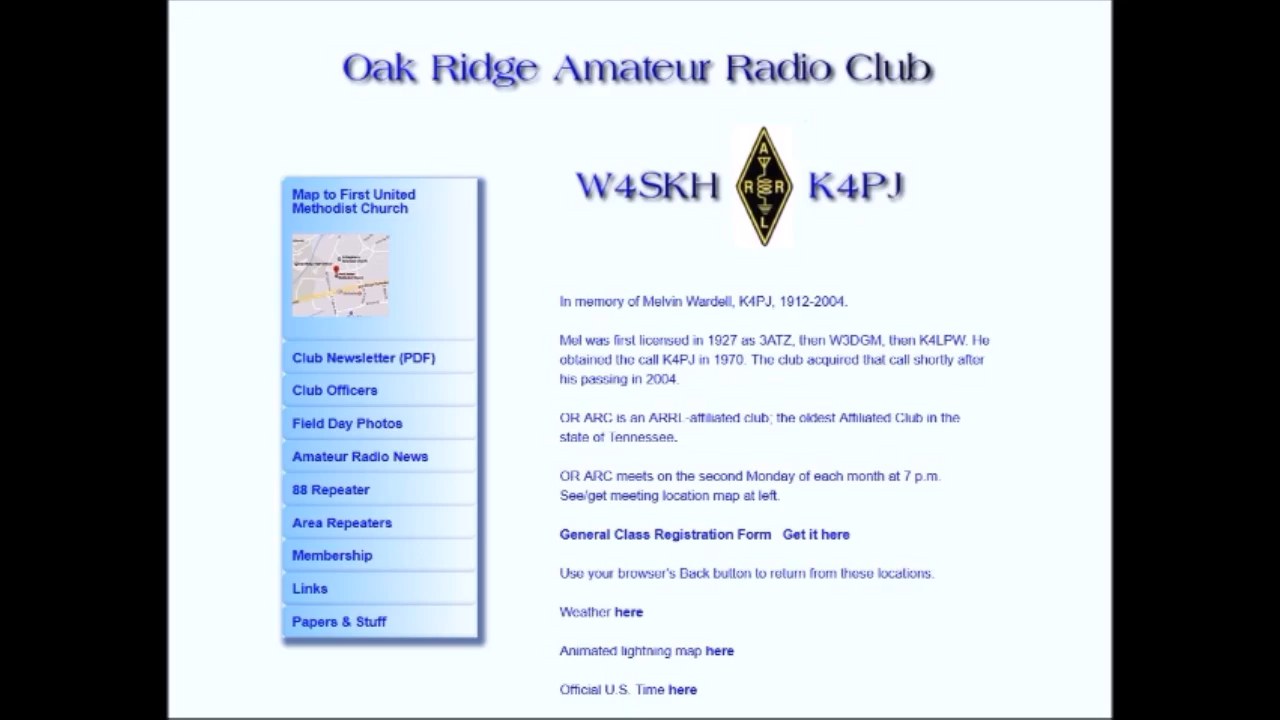 Oak Ridge Amateur Radio Club
W4SKH
A
R R
L
K4PJ
Map to First United
Methodist Church
Club Newsletter (PDF)
Club Officers
Field Day Photos
Amateur Radio News
88 Repeater
Area Repeaters
Membership
Links
Papers & Stuff
In memory of Melvin Wardell, K4PJ, 1912-2004.
Mel was first licensed in 1927 as 3ATZ, then W3DGM, then K4LPW. He
obtained the call K4PJ in 1970. The club acquired that call shortly after
his passing in 2004.
OR ARC is an ARRL-affiliated club; the oldest Affiliated Club in the
state of Tennessee.
OR ARC meets on the second Monday of each month at 7 p.m.
See/get meeting location map at left.
General Class Registration Form Get it here
Use your browser's Back button to return from these locations.
Weather here
Animated lightning map here
Official U.S. Time here